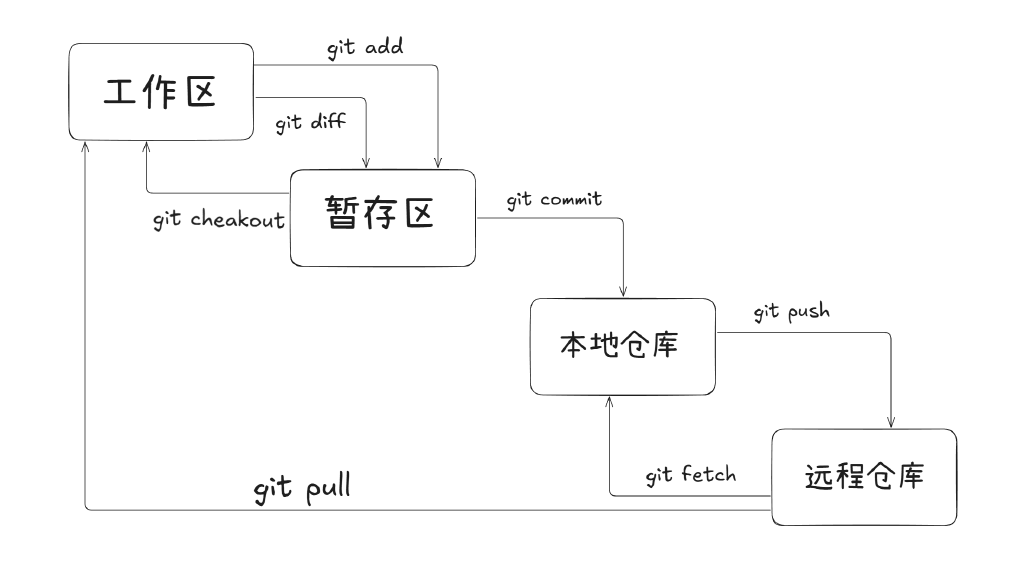 git add
工作区
git diff
暂存区
git commit
git cheakout
git push
本地仓库
git fetch
远程仓库
git pull